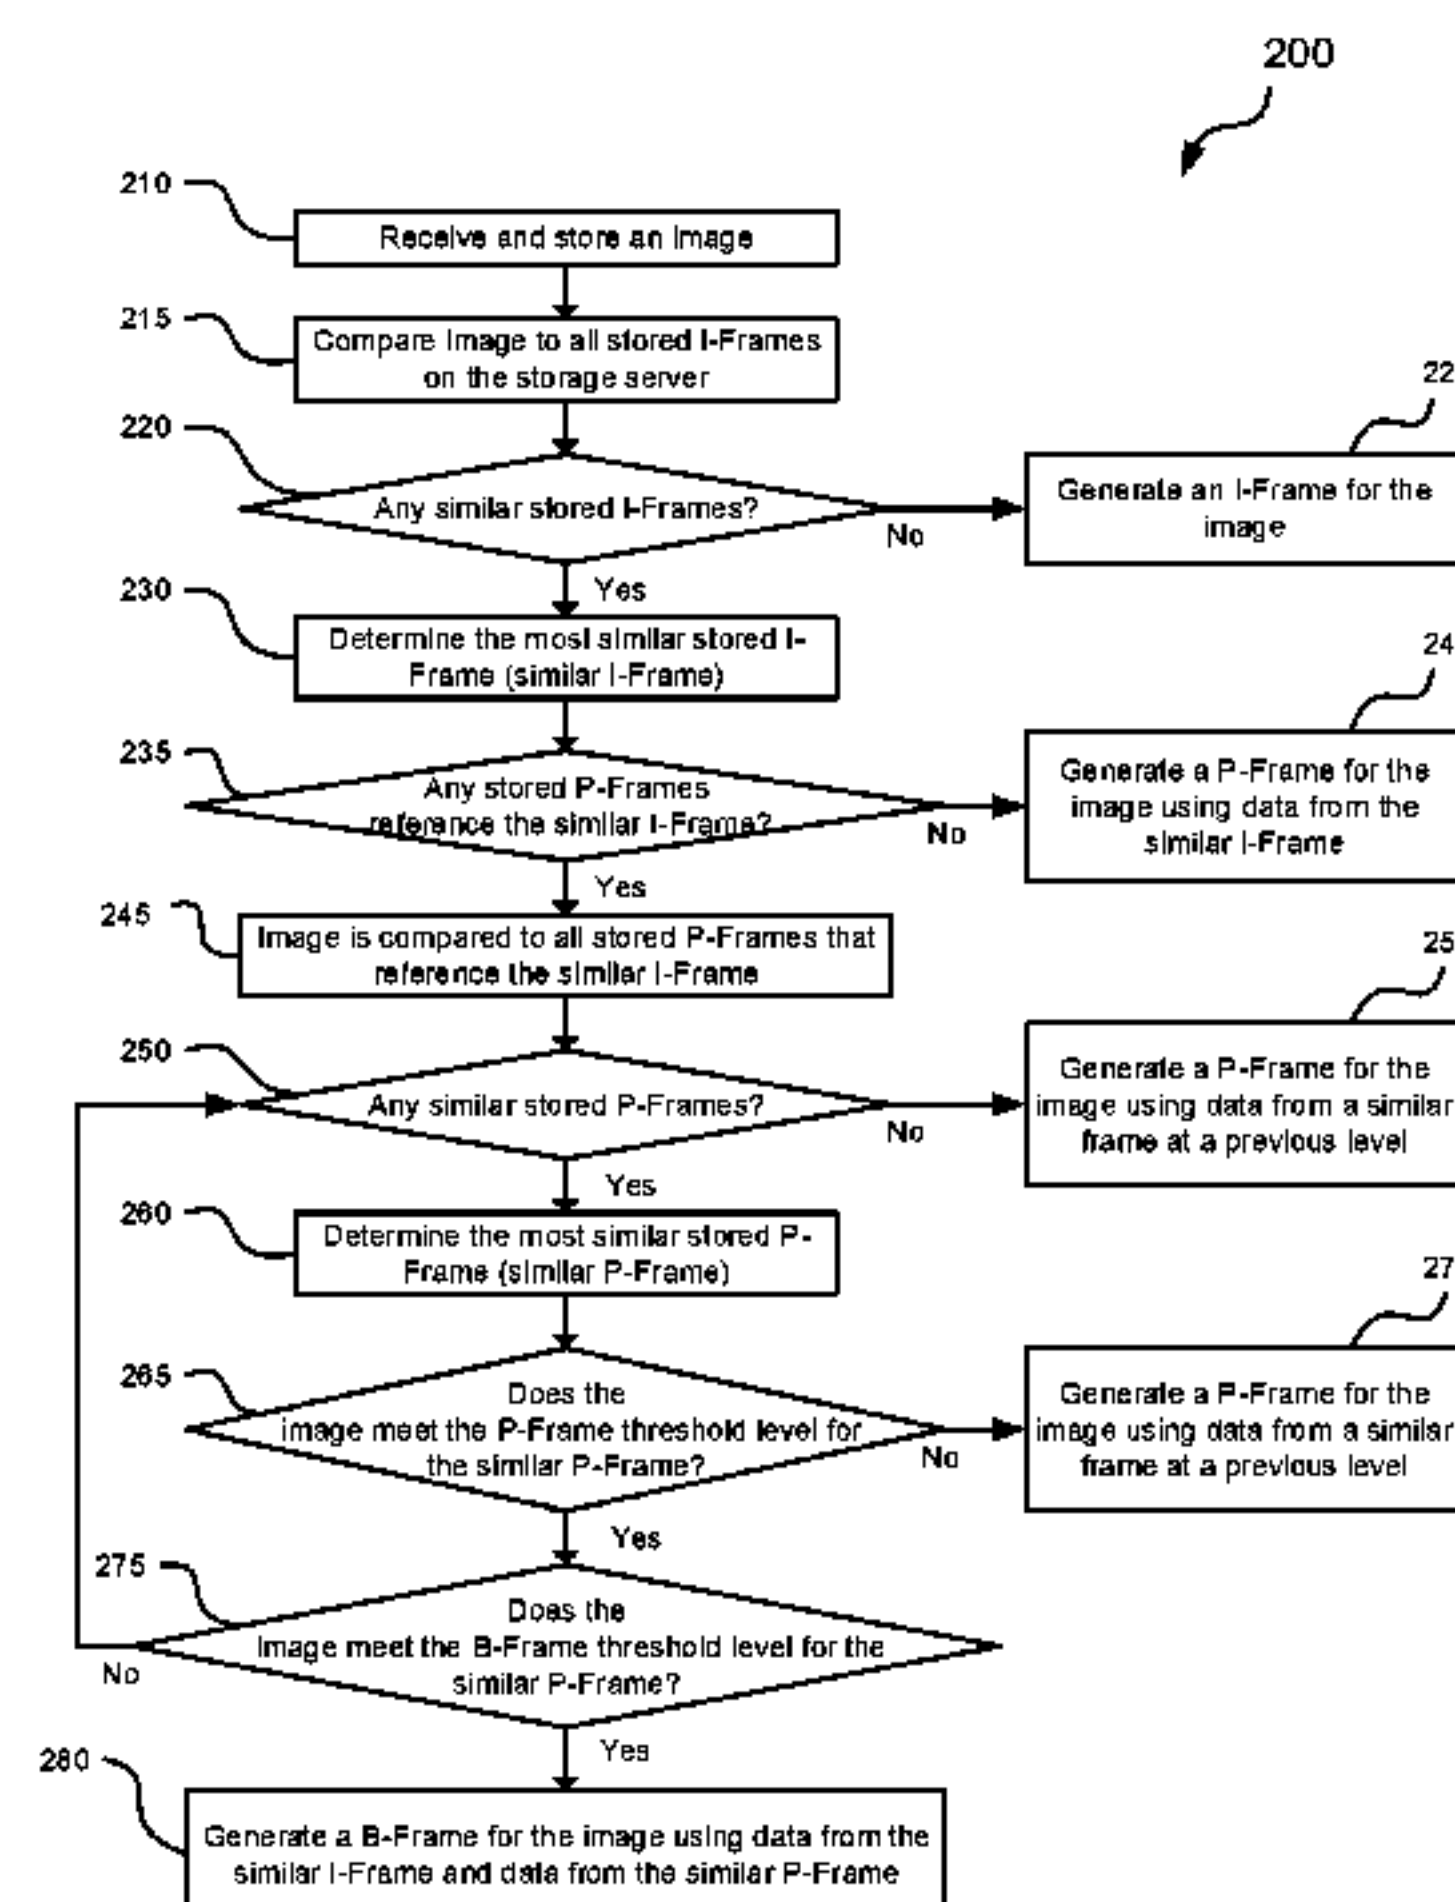 200
210
Receive and store an Image
215
Compare Image to all stored I-Frames
on the storage server
220
Any similar stored I-Frames?
No
Yes
22
Generate an I-Frame for the
image
230
Determine the most similar stored I-
Frame (similar I-Frame)
235
Any stored P-Frames
reference the similar I-Frame?
No
Yes
24
Generate a P-Frame for the
image using data from the
similar I-Frame
245
Image is compared to all stored P-Frames that
reference the similar I-Frame
250
Any similar stored P-Frames?
No
Yes
25
Generate a P-Frame for the
image using data from a similar
frame at a previous level
260
Determine the most similar stored P-
Frame (similar P-Frame)
265
Does the
image meet the P-Frame threshold level for
the similar P-Frame?
No
Yes
27
Generate a P-Frame for the
image using data from a similar
frame at a previous level
275
Does the
Image meet the B-Frame threshold level for the
similar P-Frame?
No
Yes
280
Generate a B-Frame for the image using data from the
similar I-Frame and data from the similar P-Frame